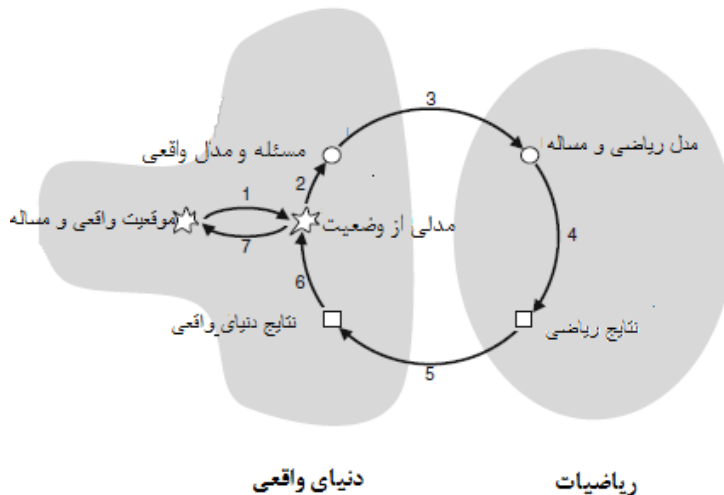 3
مسئله و مدل واقعی
مدل ریاضی و مساله
2
1
موقعیت واقعی و مساله
مدلی از وضعیت
7
4
6
نتایج دنیای واقعی
نتایج ریاضی
5
دنیای واقعی
ریاضیات